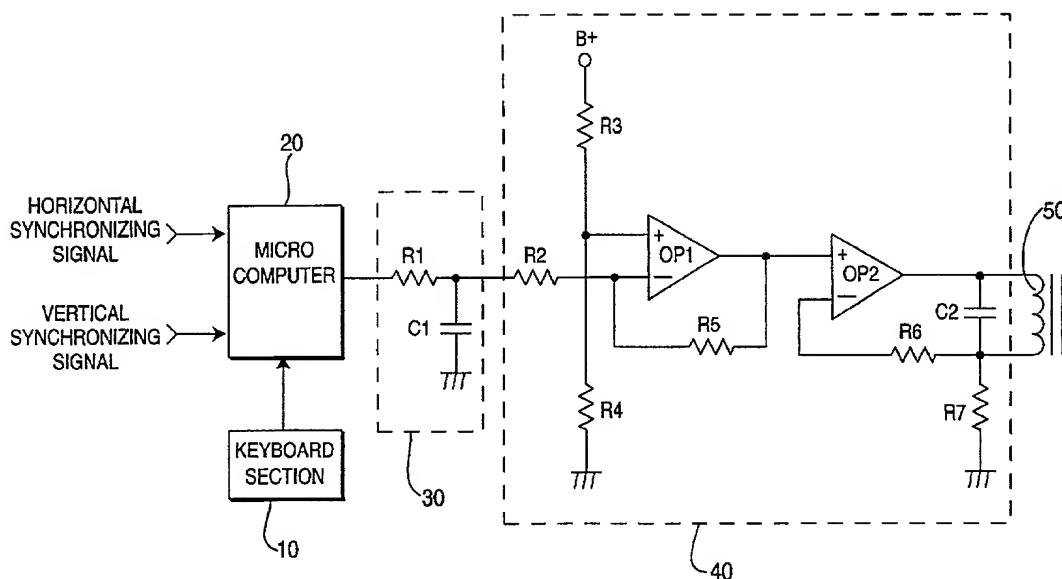 B+
R3
20
HORIZONTAL
SYNCHRONIZING
SIGNAL
MICRO
COMPUTER
VERTICAL
SYNCHRONIZING
SIGNAL
R1
C1
R2
+
OP1
−
R5
+
OP2
−
50
C2
R6
R7
R4
KEYBOARD
SECTION
30
10
40